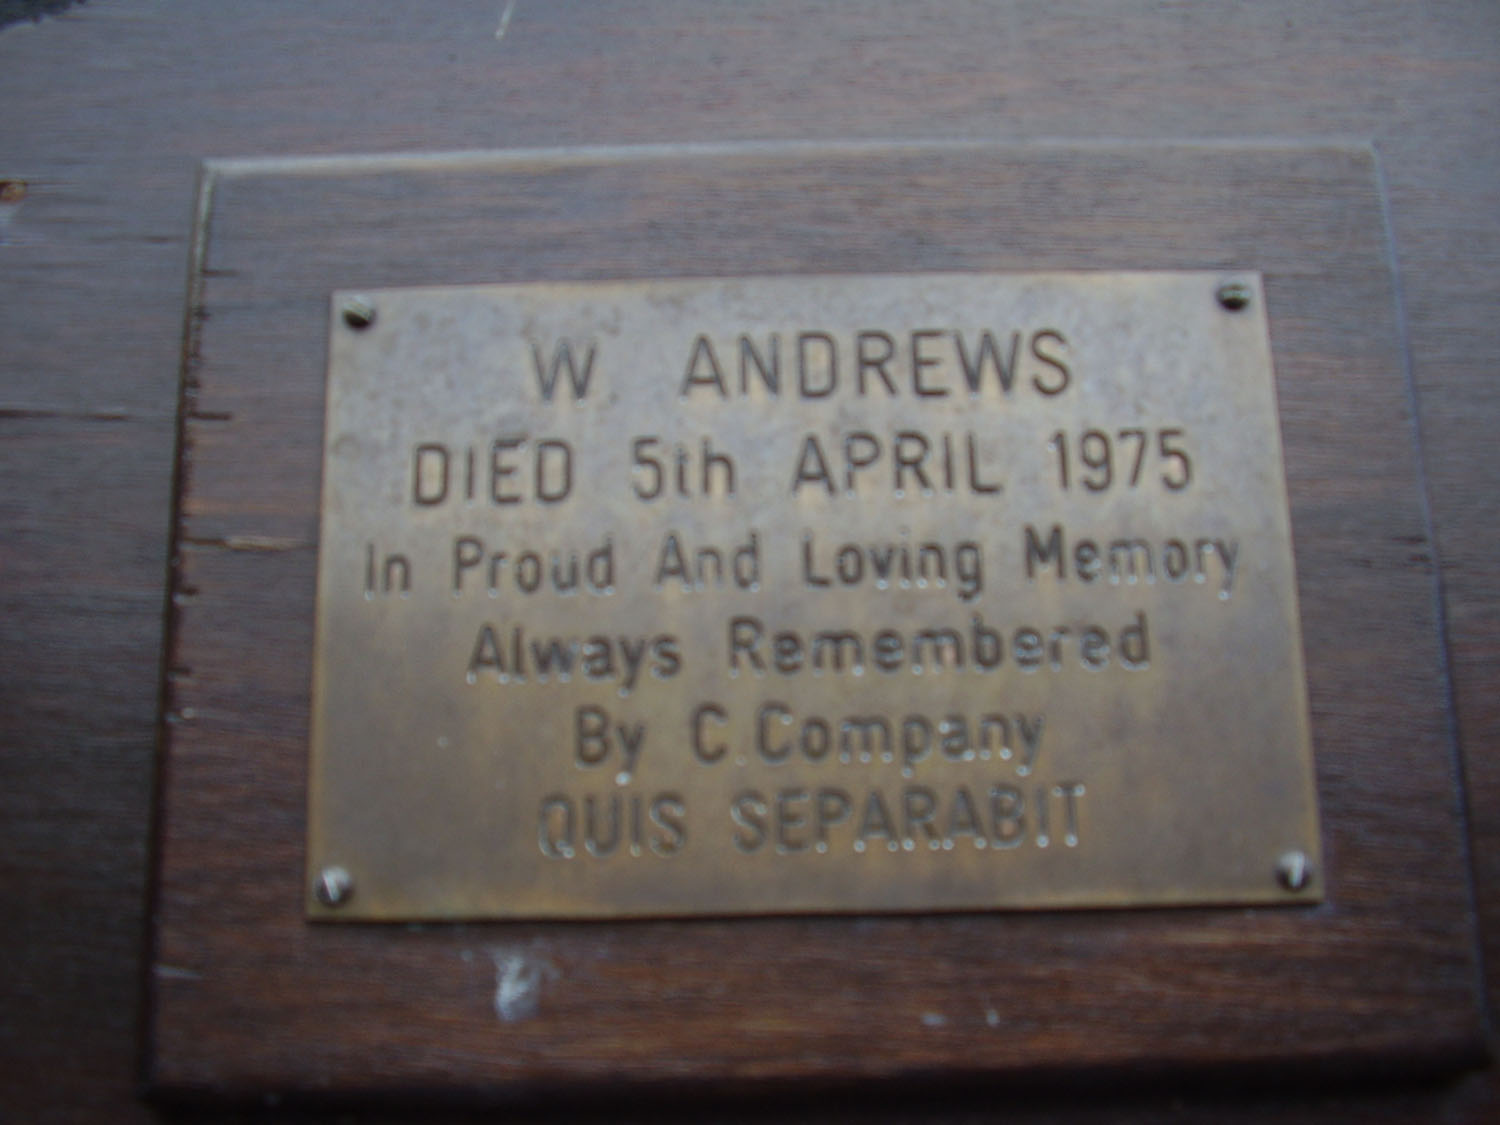 W ANDREWS
DIED 5th APRIL 1975
In Proud And Loving Memory
Always Remembered
By C.Company
QUIS SEPARABIT